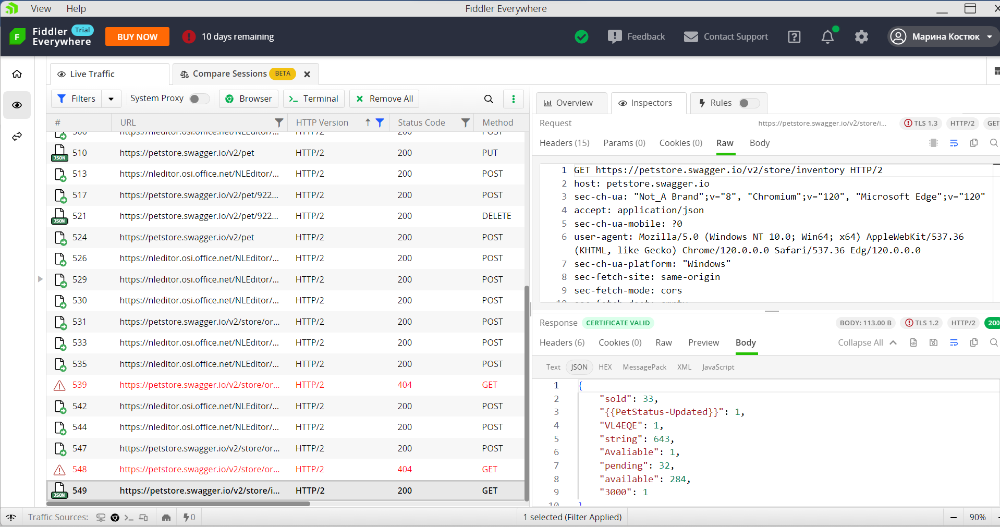 View Help Fiddler Everywhere
Fiddler Everywhere Trial BUY NOW 10 days remaining Feedback Contact Support Марина Костюк
Live Traffic Compare Sessions BETA
Filters System Proxy Browser Terminal Remove All
# URL HTTP Version Status Code Method
506 https://nleditor.osi.office.net/NLEditor/... HTTP/2 200 POST
510 https://petstore.swagger.io/v2/pet HTTP/2 200 PUT
513 https://nleditor.osi.office.net/NLEditor/... HTTP/2 200 POST
517 https://petstore.swagger.io/v2/pet/922... HTTP/2 200 POST
521 https://petstore.swagger.io/v2/pet/922... HTTP/2 200 DELETE
524 https://petstore.swagger.io/v2/pet HTTP/2 200 POST
526 https://nleditor.osi.office.net/NLEditor/... HTTP/2 200 POST
529 https://nleditor.osi.office.net/NLEditor/... HTTP/2 200 POST
530 https://nleditor.osi.office.net/NLEditor/... HTTP/2 200 POST
531 https://petstore.swagger.io/v2/store/or... HTTP/2 200 POST
533 https://nleditor.osi.office.net/NLEditor/... HTTP/2 200 POST
535 https://nleditor.osi.office.net/NLEditor/... HTTP/2 200 POST
539 https://petstore.swagger.io/v2/store/or... HTTP/2 404 GET
542 https://nleditor.osi.office.net/NLEditor/... HTTP/2 200 POST
544 https://nleditor.osi.office.net/NLEditor/... HTTP/2 200 POST
547 https://petstore.swagger.io/v2/store/or... HTTP/2 200 POST
548 https://petstore.swagger.io/v2/store/or... HTTP/2 404 GET
JSON 549 https://petstore.swagger.io/v2/store/i... HTTP/2 200 GET
Overview Inspectors Rules
Request https://petstore.swagger.io/v2/store/i... TLS 1.3 HTTP/2 GET
Headers (15) Params (0) Cookies (0) Raw Body
1 GET https://petstore.swagger.io/v2/store/inventory HTTP/2
2 host: petstore.swagger.io
3 sec-ch-ua: "Not_A Brand";v="8", "Chromium";v="120", "Microsoft Edge";v="120"
4 accept: application/json
5 sec-ch-ua-mobile: ?0
6 user-agent: Mozilla/5.0 (Windows NT 10.0; Win64; x64) AppleWebKit/537.36
(KHTML, like Gecko) Chrome/120.0.0.0 Safari/537.36 Edg/120.0.0.0
7 sec-ch-ua-platform: "Windows"
8 sec-fetch-site: same-origin
9 sec-fetch-mode: cors
10 sec-fetch-dest: empty
Response CERTIFICATE VALID BODY: 113.00 B TLS 1.2 HTTP/2 200
Headers (6) Cookies (0) Raw Preview Body Collapse All
Text JSON HEX MessagePack XML JavaScript
1 {
2 "sold": 33,
3 "{{PetStatus-Updated}}": 1,
4 "VL4EQE": 1,
5 "string": 643,
6 "Avaliable": 1,
7 "pending": 32,
8 "available": 284,
9 "3000": 1
10 }
Traffic Sources: 0 1 selected (Filter Applied) 90%